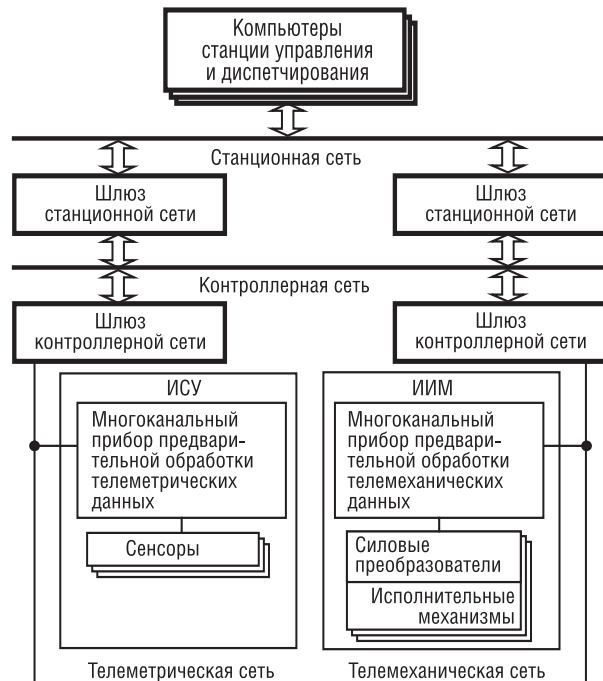 Компьютеры
станции управления
и диспетчирования
Станционная сеть
Шлюз
станционной сети
Шлюз
станционной сети
Контроллерная сеть
Шлюз
контроллерной сети
Шлюз
контроллерной сети
ИСУ
Многоканальный
прибор предвари-
тельной обработки
телеметрических
данных
Сенсоры
ИИМ
Многоканальный
прибор предвари-
тельной обработки
телемеханических
данных
Силовые
преобразователи
Исполнительные
механизмы
Телеметрическая сеть
Телемеханическая сеть